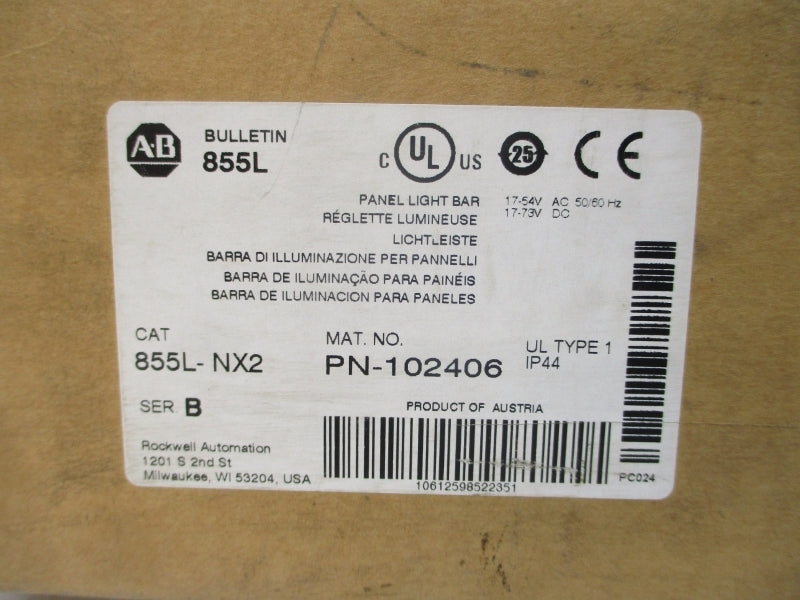 A·B
BULLETIN
855L
C UL US
25
CE
PANEL LIGHT BAR
RÉGLETTE LUMINEUSE
LICHTLEISTE
BARRA DI ILLUMINAZIONE PER PANNELLI
BARRA DE ILUMINAÇÃO PARA PAINÉIS
BARRA DE ILUMINACION PARA PANELES
17-54V AC 50/60 Hz
17-73V DC
CAT
855L- NX2
MAT. NO.
PN-102406
UL TYPE 1
IP44
SER. B
PRODUCT OF AUSTRIA
Rockwell Automation
1201 S 2nd St
Milwaukee, WI 53204, USA
10612598522351
PC024